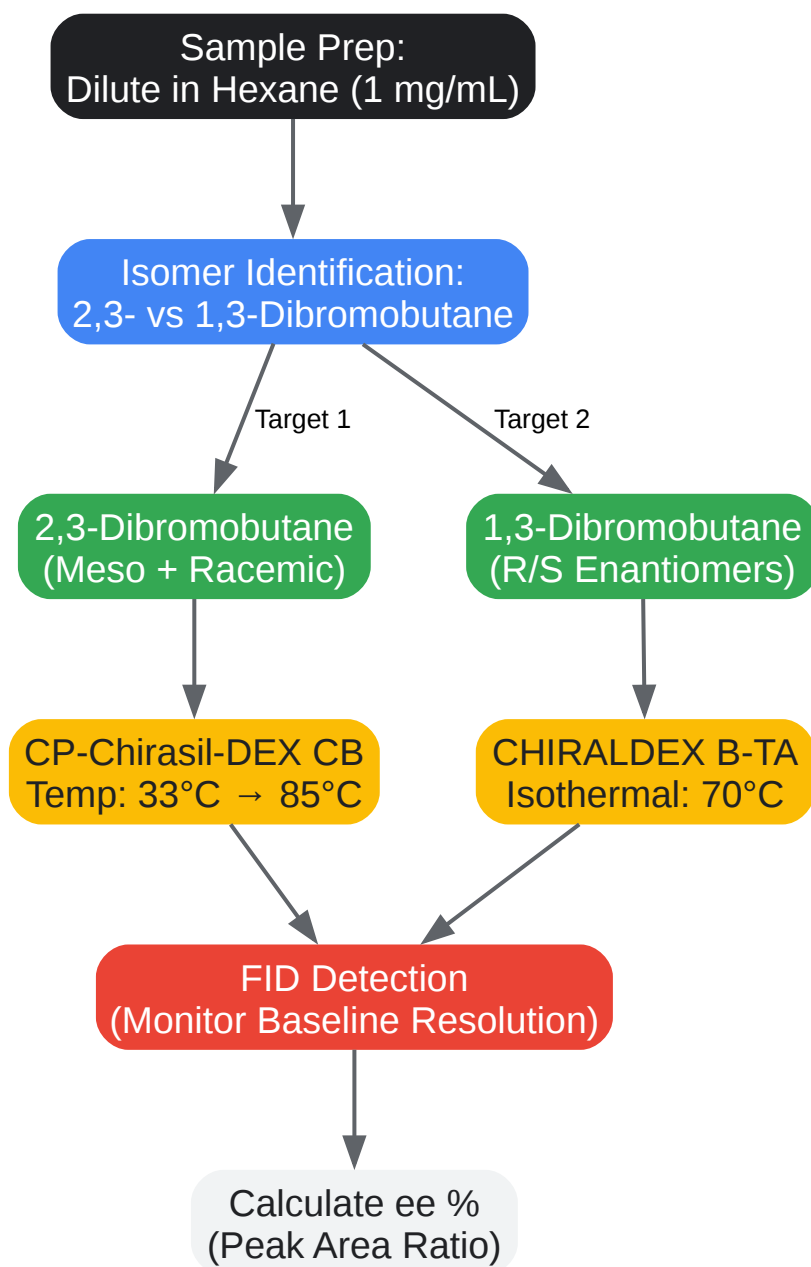 Sample Prep:
Dilute in Hexane (1 mg/mL)
Isomer Identification:
2,3- vs 1,3-Dibromobutane
Target 1
Target 2
2,3-Dibromobutane
(Meso + Racemic)
1,3-Dibromobutane
(R/S Enantiomers)
CP-Chirasil-DEX CB
Temp: 33°C → 85°C
CHIRALDEX B-TA
Isothermal: 70°C
FID Detection
(Monitor Baseline Resolution)
Calculate ee %
(Peak Area Ratio)